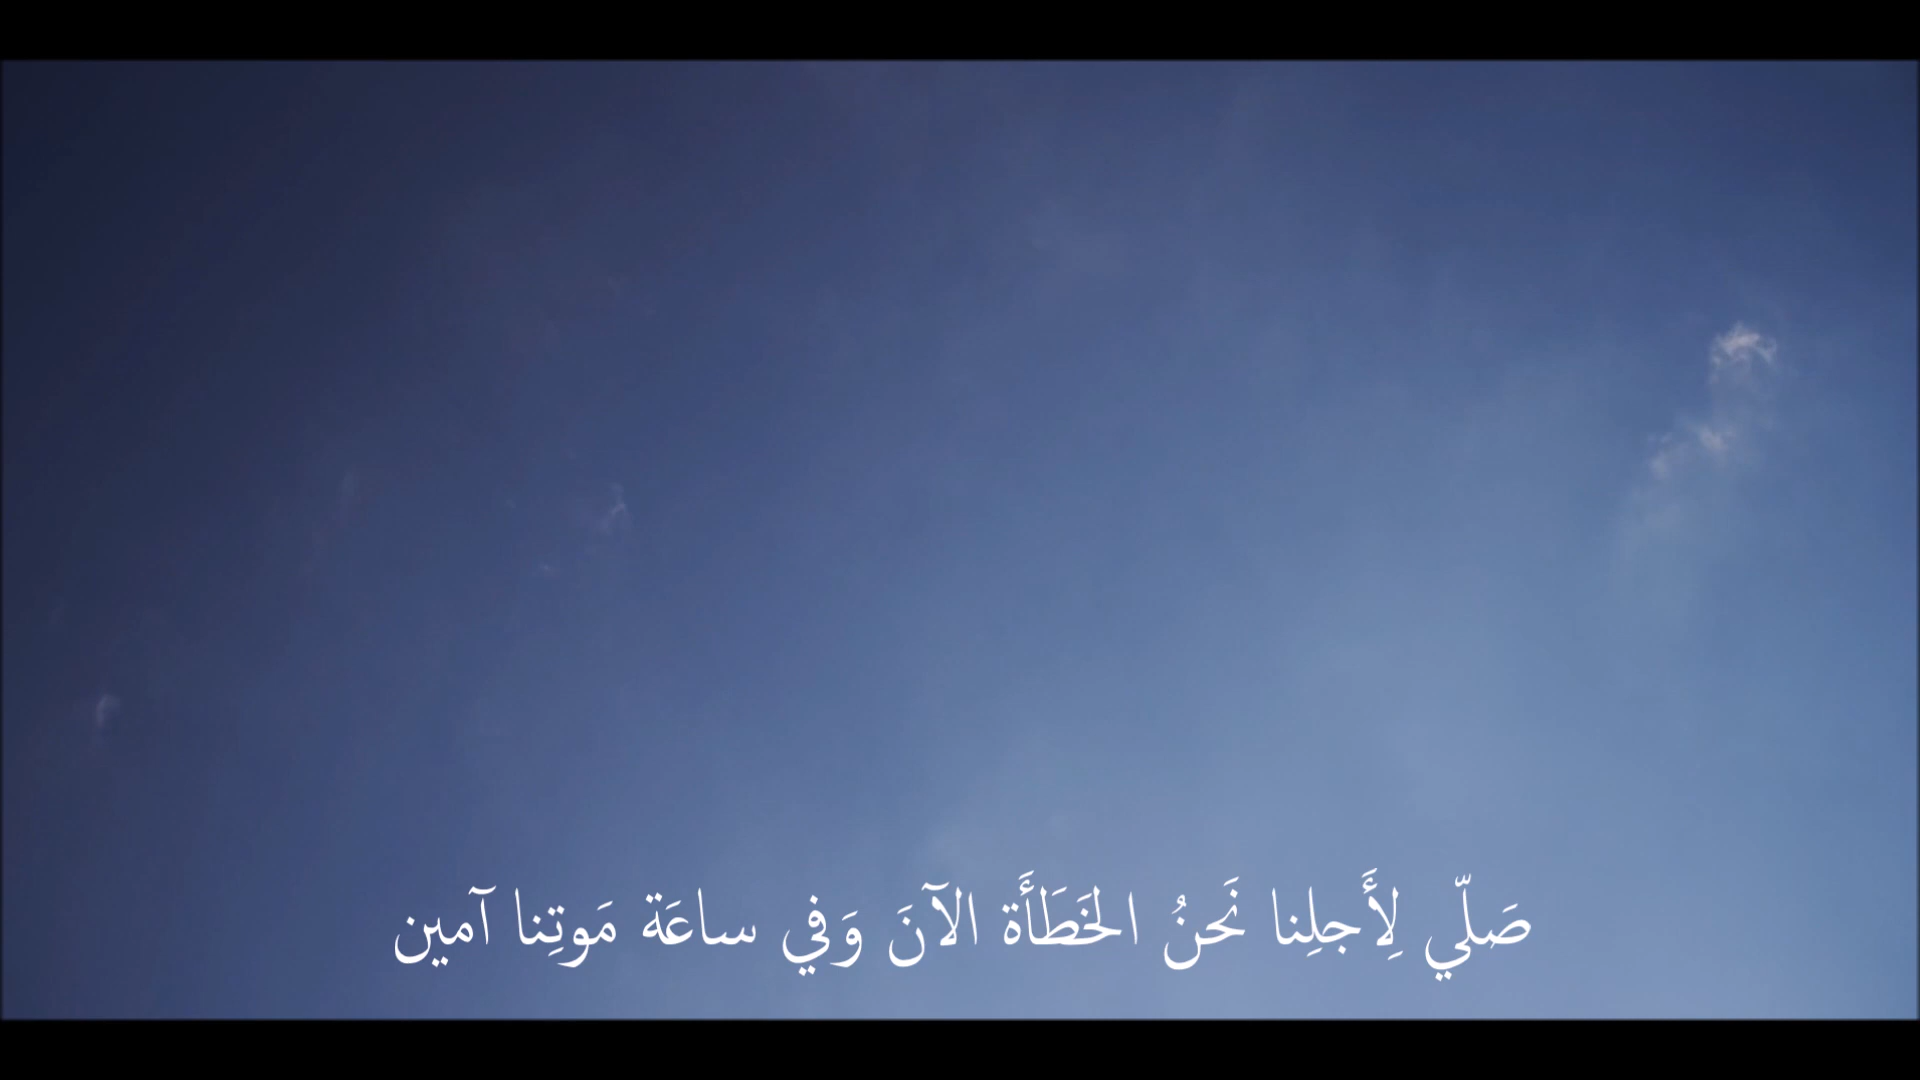 صَلّي لِأَجلِنا نَحنُ الخَطَأَة الآنَ وَفي ساعَة مَوتِنا آمين